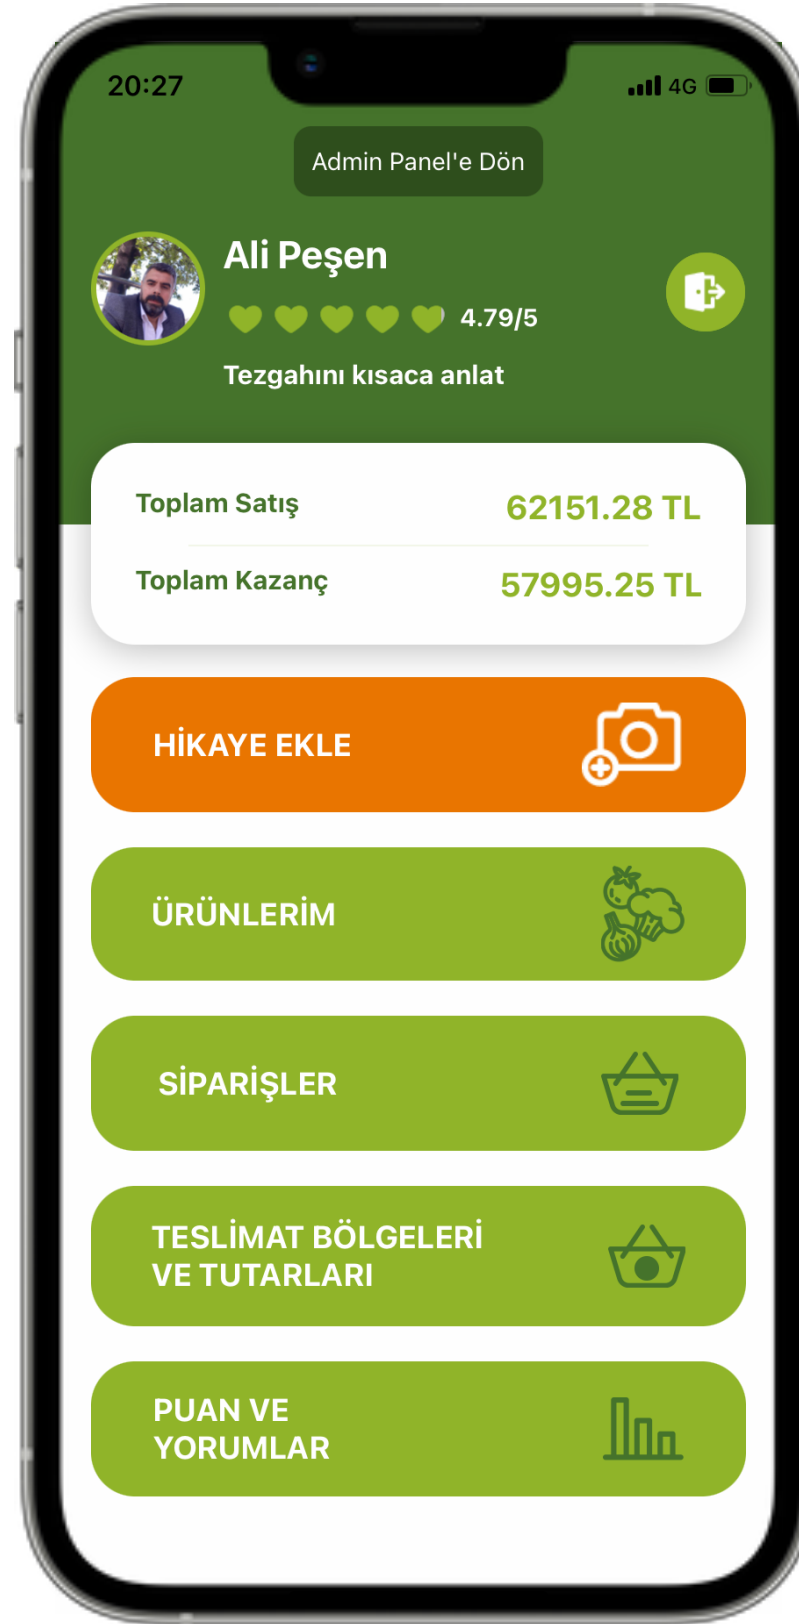 20:27
4G
Admin Panel'e Dön
Ali Peşen
4.79/5
Tezgahını kısaca anlat
Toplam Satış
62151.28 TL
Toplam Kazanç
57995.25 TL
HİKAYE EKLE
ÜRÜNLERİM
SİPARİŞLER
TESLİMAT BÖLGELERİ
VE TUTARLARI
PUAN VE
YORUMLAR